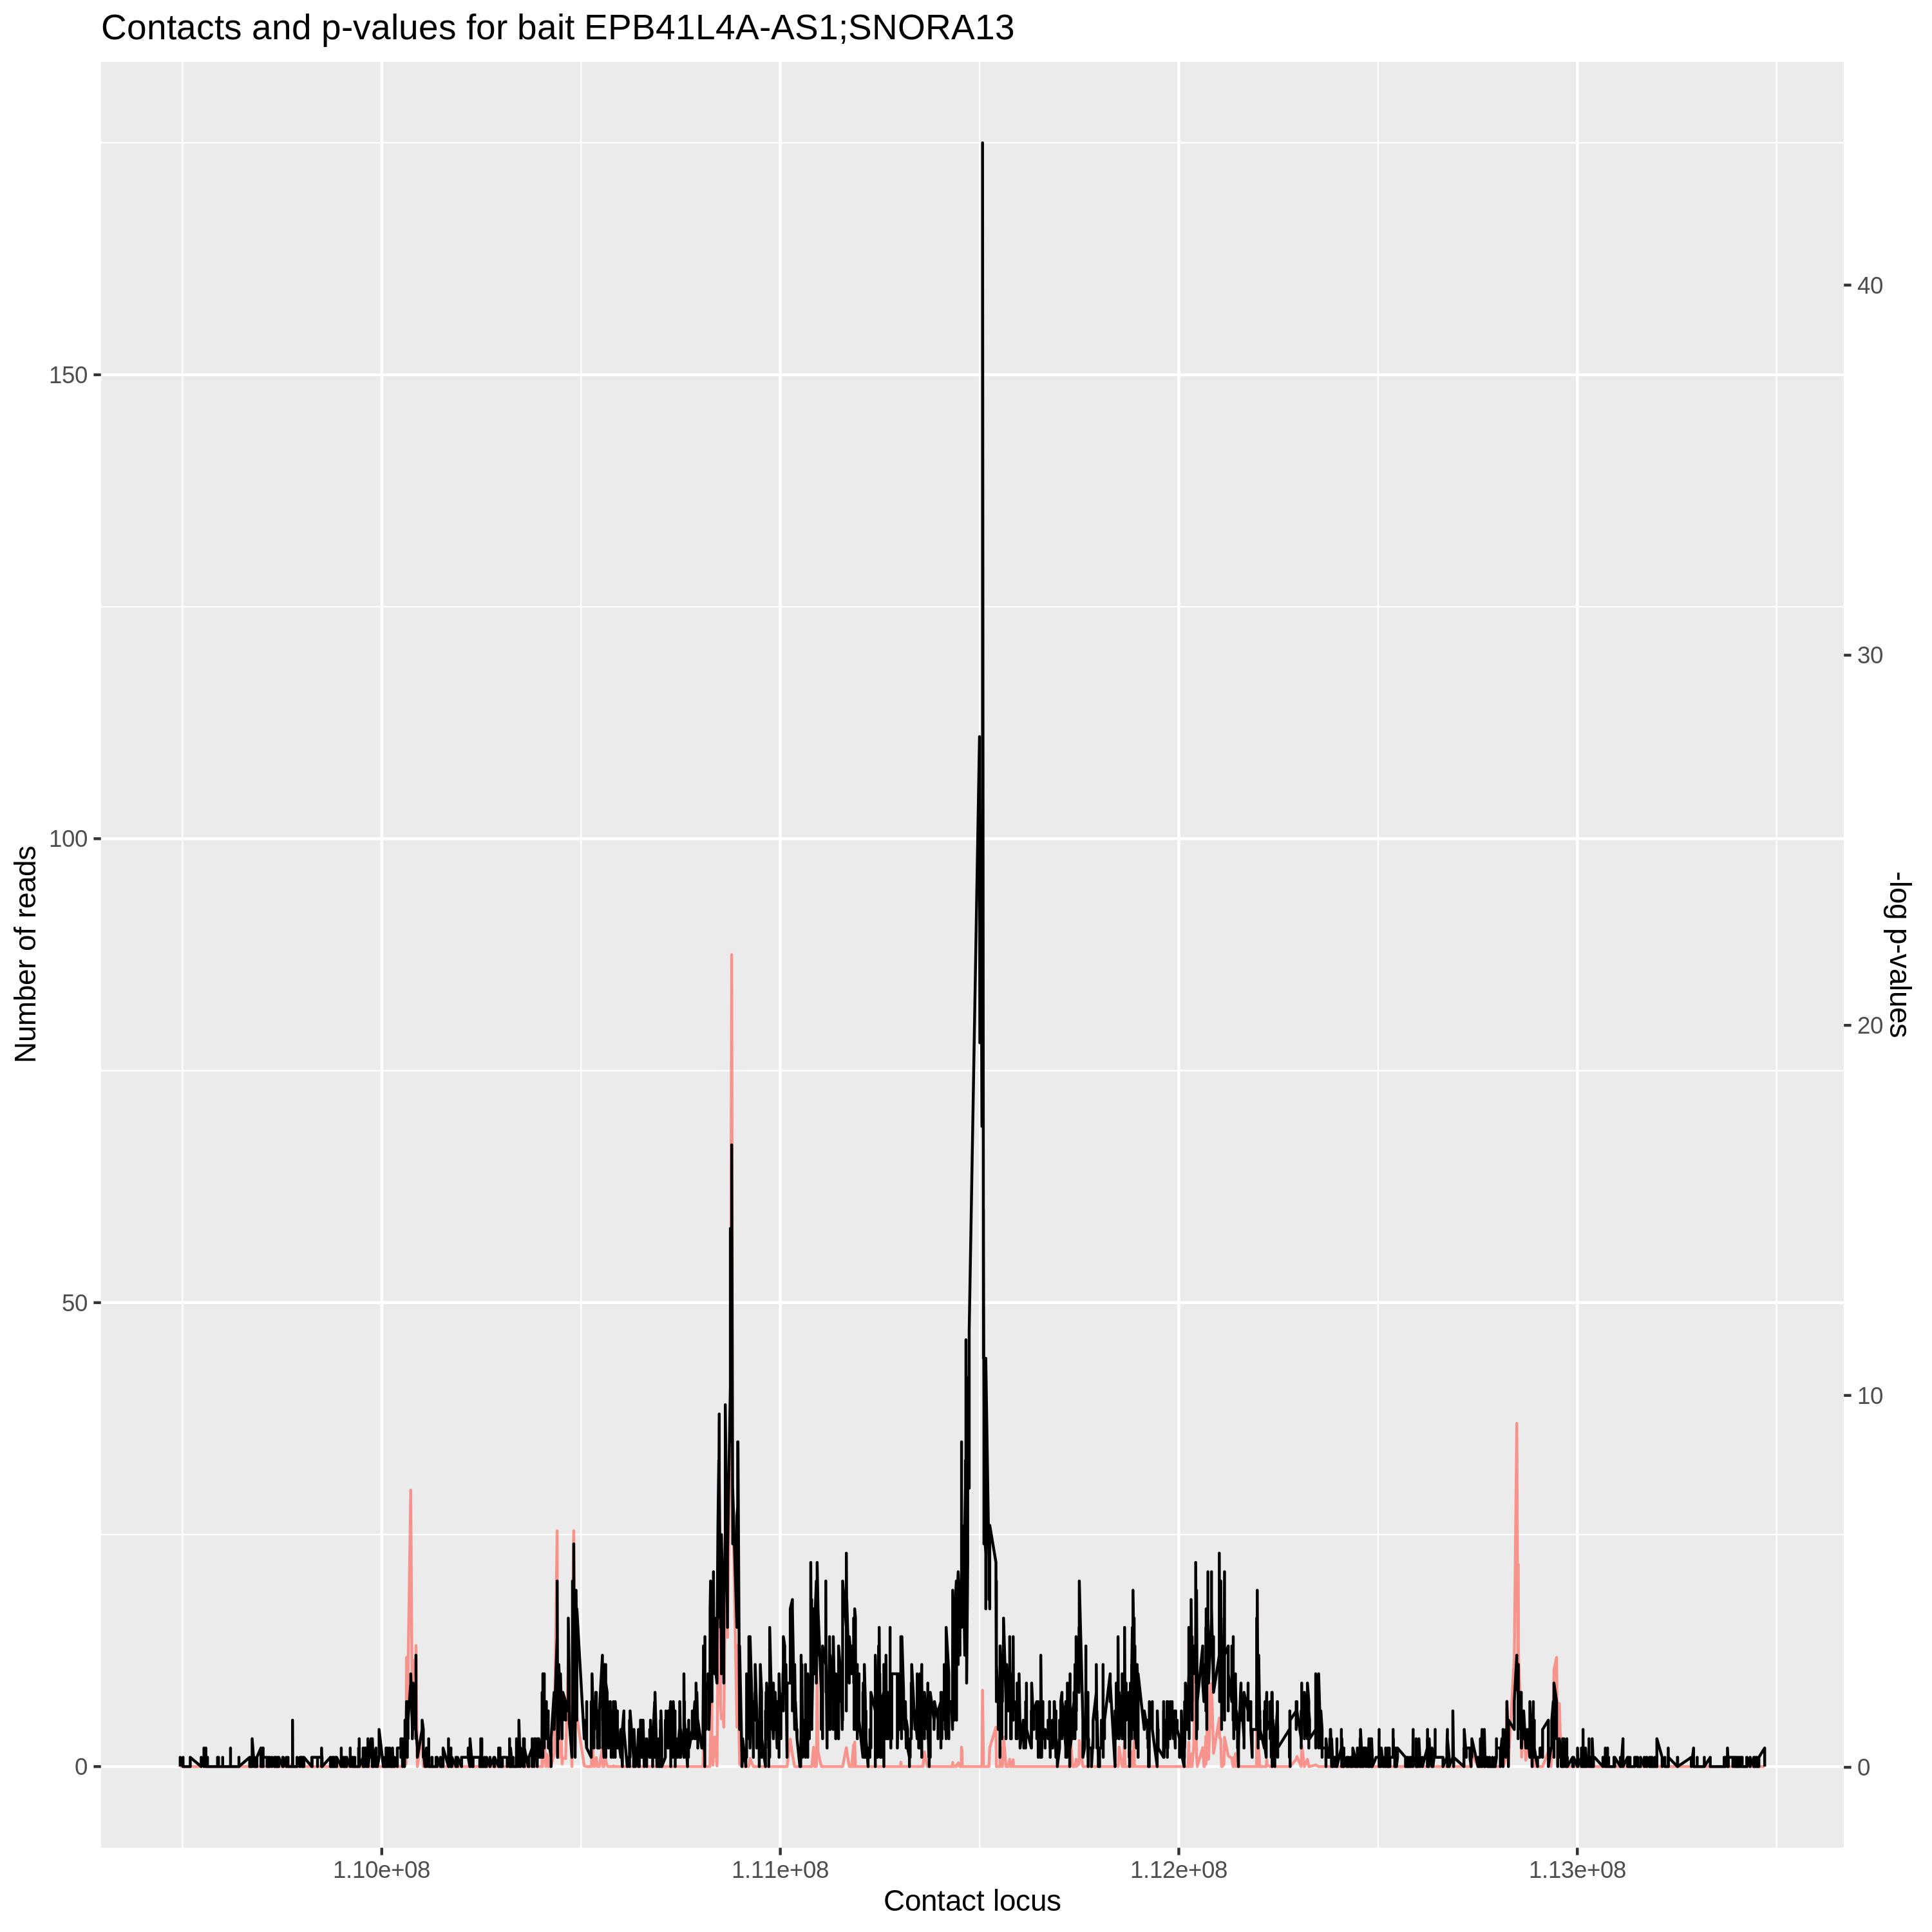 Contacts and p-values for bait EPB41L4A-AS1;SNORA13
Number of reads
150
100
50
0
40
30
20
10
0
-log p-values
1.10e+08 1.11e+08 1.12e+08 1.13e+08
Contact locus